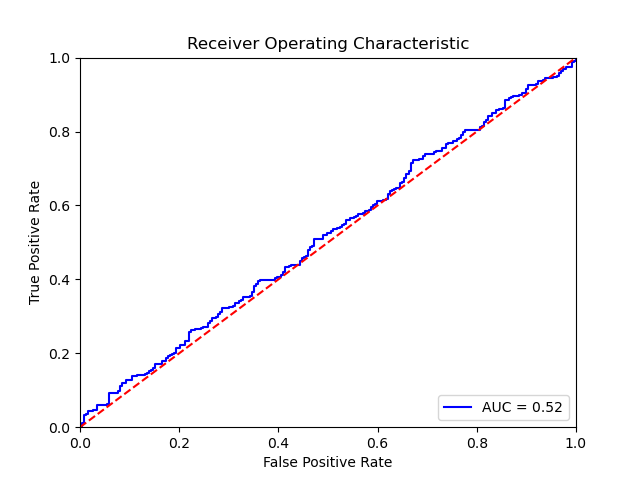 Receiver Operating Characteristic
True Positive Rate
1.0
0.8
0.6
0.4
0.2
0.0
AUC = 0.52
0.0 0.2 0.4 0.6 0.8 1.0
False Positive Rate